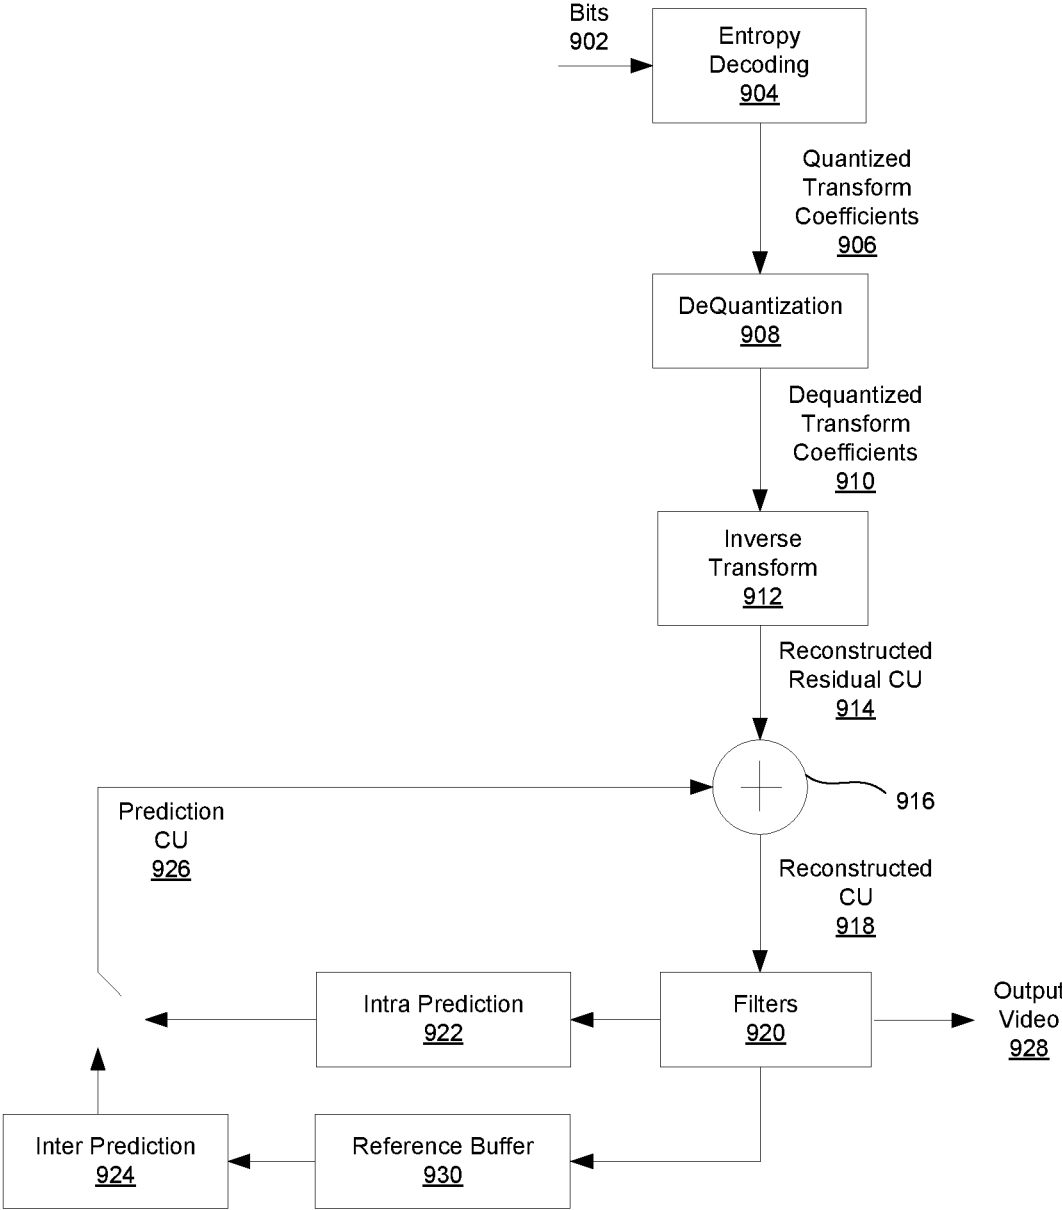 Bits
902
Entropy
Decoding
904
Quantized
Transform
Coefficients
906
DeQuantization
908
Dequantized
Transform
Coefficients
910
Inverse
Transform
912
Reconstructed
Residual CU
914
916
Prediction
CU
926
Reconstructed
CU
918
Intra Prediction
922
Filters
920
Output
Video
928
Inter Prediction
924
Reference Buffer
930